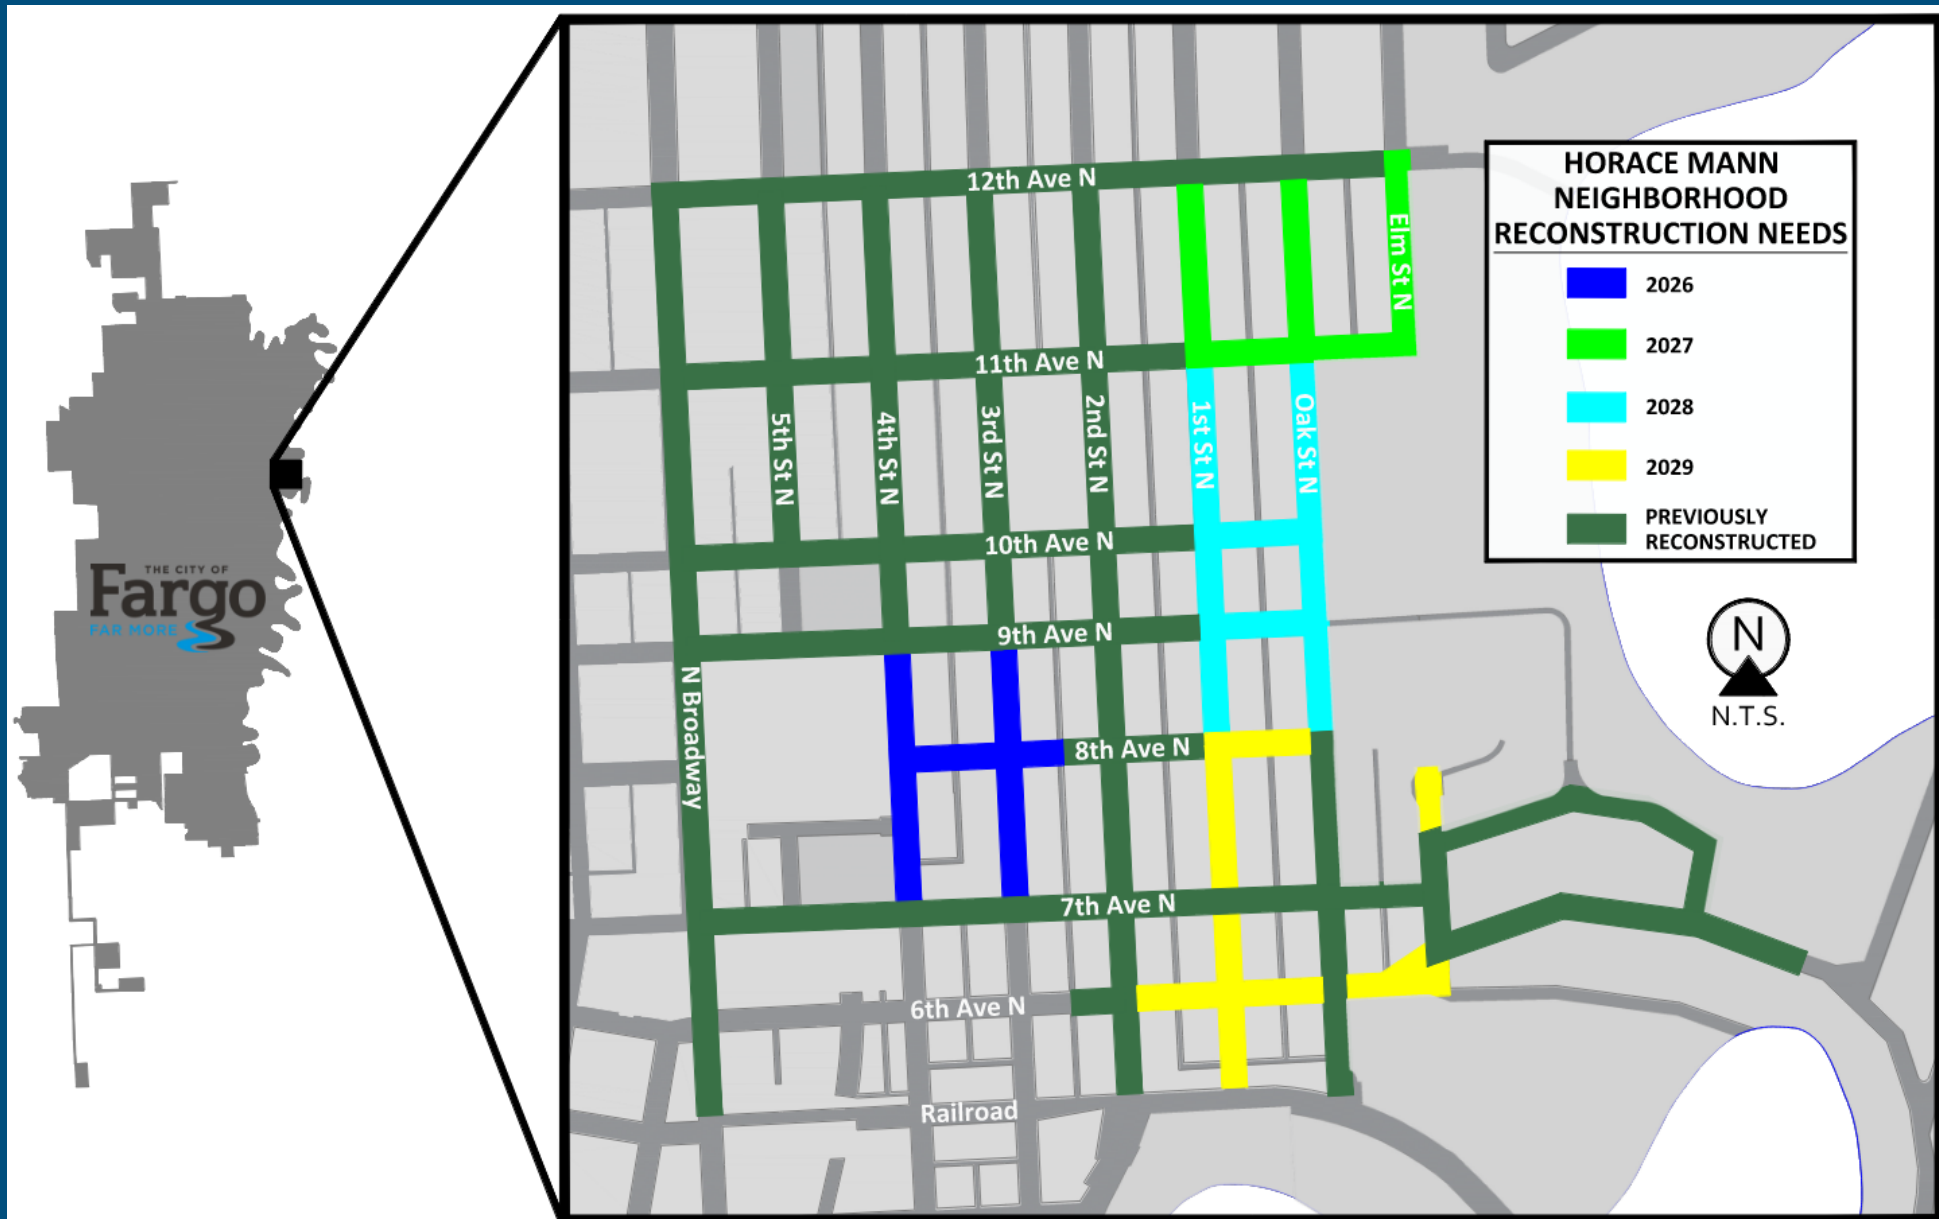 THE CITY OF
Fargo
FAR MORE
12th Ave N
Elm St N
11th Ave N
5th St N
4th St N
3rd St N
2nd St N
1st St N
Oak St N
10th Ave N
9th Ave N
N Broadway
8th Ave N
7th Ave N
6th Ave N
Railroad
HORACE MANN
NEIGHBORHOOD
RECONSTRUCTION NEEDS
2026
2027
2028
2029
PREVIOUSLY
RECONSTRUCTED
N
N.T.S.